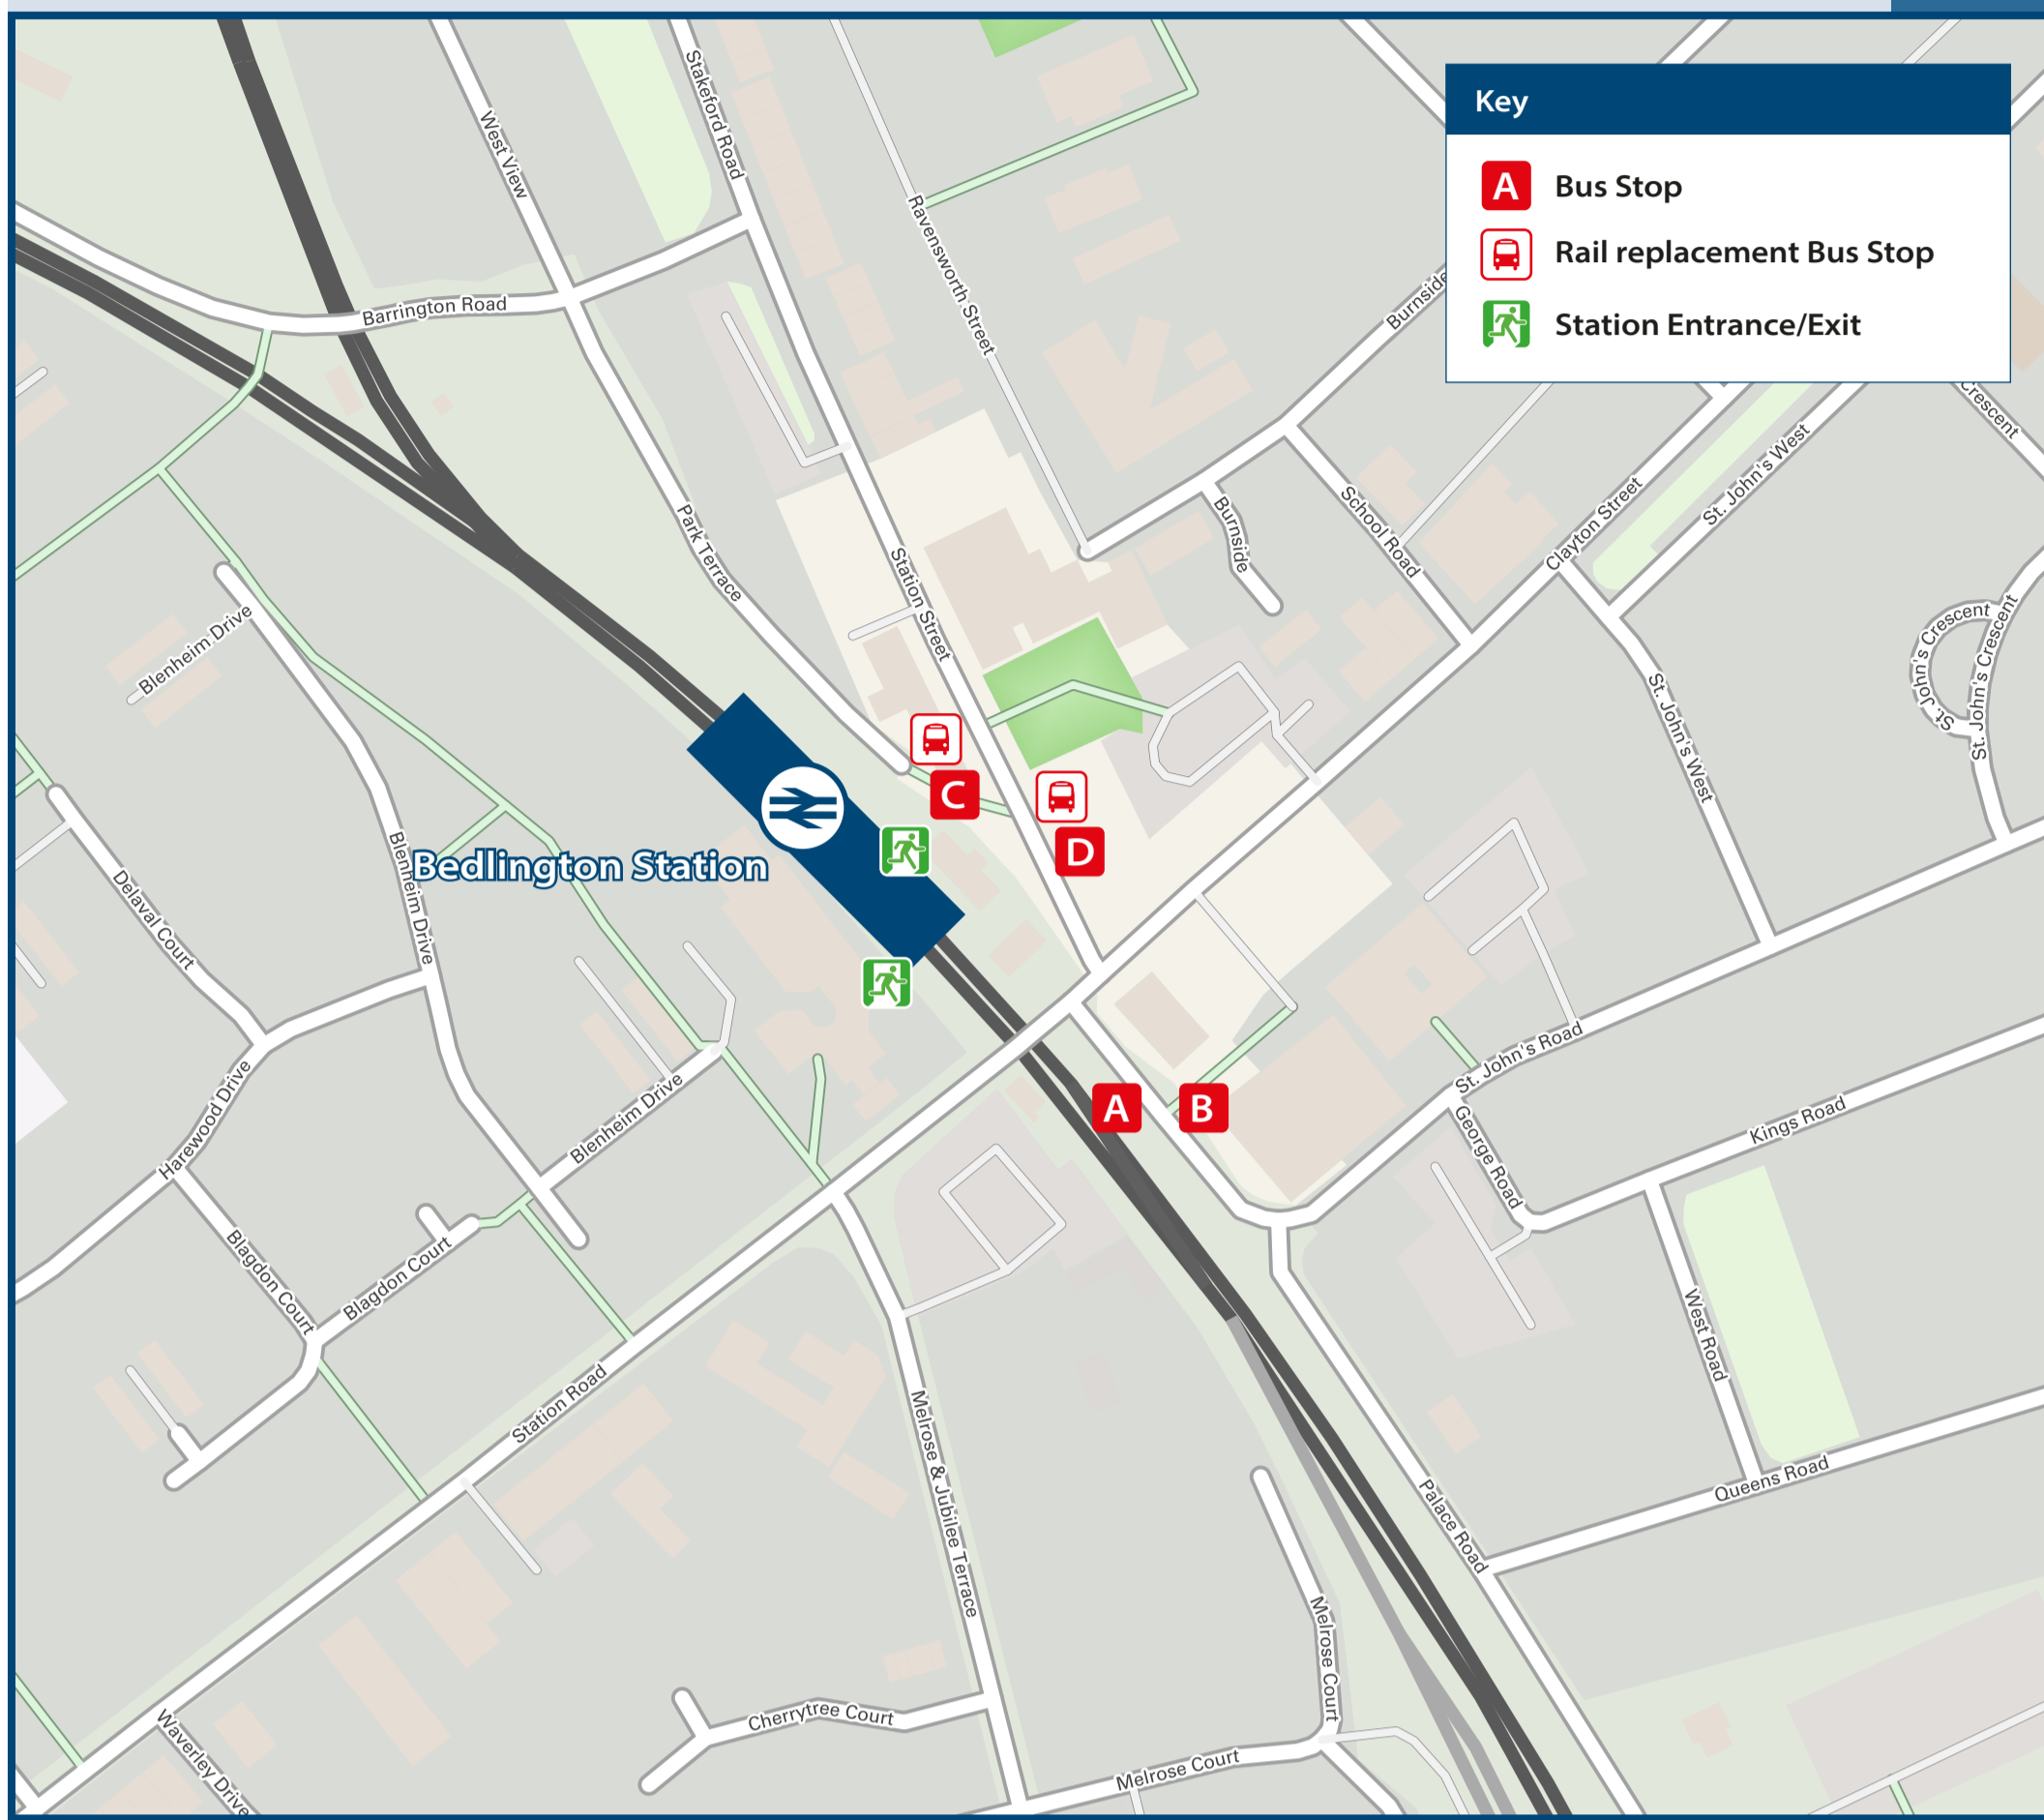 Key
A Bus Stop
Rail replacement Bus Stop
Station Entrance/Exit
West View
Stakeford Road
Ravensworth Street
Barrington Road
Burnside
Crescent
St. John's West
Clayton Street
School Road
Burnside
Park Terrace
Station Street
Blenheim Drive
St. John's Crescent
St. John's Crescent
St. John's West
C
D
Bedlington Station
Blenheim Drive
Delaval Court
St. John's Road
A
B
Blenheim Drive
Harewood Drive
George Road
Kings Road
Blagdon Court
Blagdon Court
West Road
Station Road
Melrose & Jubilee Terrace
Queens Road
Palace Road
Melrose Court
Cherrytree Court
Waverley Drive
Melrose Court